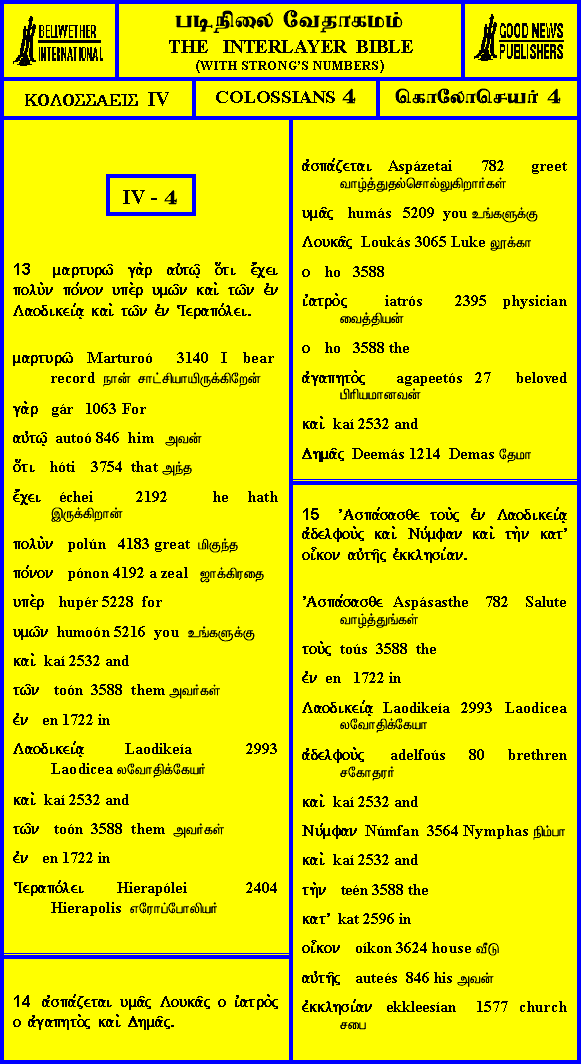 BELLWETHER
INTERNATIONAL
படிநிலை வேதாகமம்
THE INTERLAYER BIBLE
(WITH STRONG'S NUMBERS)
GOOD NEWS
PUBLISHERS
ΚΟΛΟΣΣΑΕΙΣ IV
COLOSSIANS 4
கொலோசெயர் 4
IV - 4
13 μαρτυρῶ γὰρ αὐτῷ ὅτι ἔχει
πολὺν πόνον υπὲρ υμῶν καὶ τῶν ἐν
Λαοδικείᾳ καὶ τῶν ἐν Ἱεραπόλει.
μαρτυρῶ Marturoó 3140 I bear
record நான் சாட்சியாயிருக்கிறேன்
γὰρ gár 1063 For
αὐτῷ autoó 846 him அவன்
ὅτι hóti 3754 that அந்த
ἔχει échei 2192 he hath
இருக்கிறான்
πολὺν polún 4183 great மிகுந்த
πόνον pónon 4192 a zeal ஜாக்கிரதை
υπὲρ hupér 5228 for
υμῶν humoón 5216 you உங்களுக்கு
καὶ kaí 2532 and
τῶν toón 3588 them அவர்கள்
ἐν en 1722 in
Λαοδικείᾳ Laodikeía 2993
Laodicea லவோதிக்கேயர்
καὶ kaí 2532 and
τῶν toón 3588 them அவர்கள்
ἐν en 1722 in
Ἱεραπόλει Hierapólei 2404
Hierapolis எரோப்போலியர்
14 ἀσπάζεται υμᾶς Λουκᾶς ο ἰατρὸς
ο ἀγαπητὸς καὶ Δημᾶς.
ἀσπάζεται Aspázetai 782 greet
வாழ்த்துதல்சொல்லுகிறார்கள்
υμᾶς humás 5209 you உங்களுக்கு
Λουκᾶς Loukás 3065 Luke லூக்கா
ο ho 3588
ἰατρὸς iatrós 2395 physician
வைத்தியன்
ο ho 3588 the
ἀγαπητὸς agapeetós 27 beloved
பிரியமானவன்
καὶ kaí 2532 and
Δημᾶς Deemás 1214 Demas தேமா
15 Ἀσπάσασθε τοὺς ἐν Λαοδικείᾳ
ἀδελφοὺς καὶ Νύμφαν καὶ τὴν κατ'
οἶκον αὐτῆς ἐκκλησίαν.
Ἀσπάσασθε Aspásasthe 782 Salute
வாழ்த்துங்கள்
τοὺς toús 3588 the
ἐν en 1722 in
Λαοδικείᾳ Laodikeía 2993 Laodicea
லவோதிக்கேயா
ἀδελφοὺς adelfoús 80 brethren
சகோதரர்
καὶ kaí 2532 and
Νύμφαν Númfan 3564 Nymphas நிம்பா
καὶ kaí 2532 and
τὴν teén 3588 the
κατ' kat 2596 in
οἶκον oíkon 3624 house வீடு
αὐτῆς auteés 846 his அவன்
ἐκκλησίαν ekkleesían 1577 church
சபை